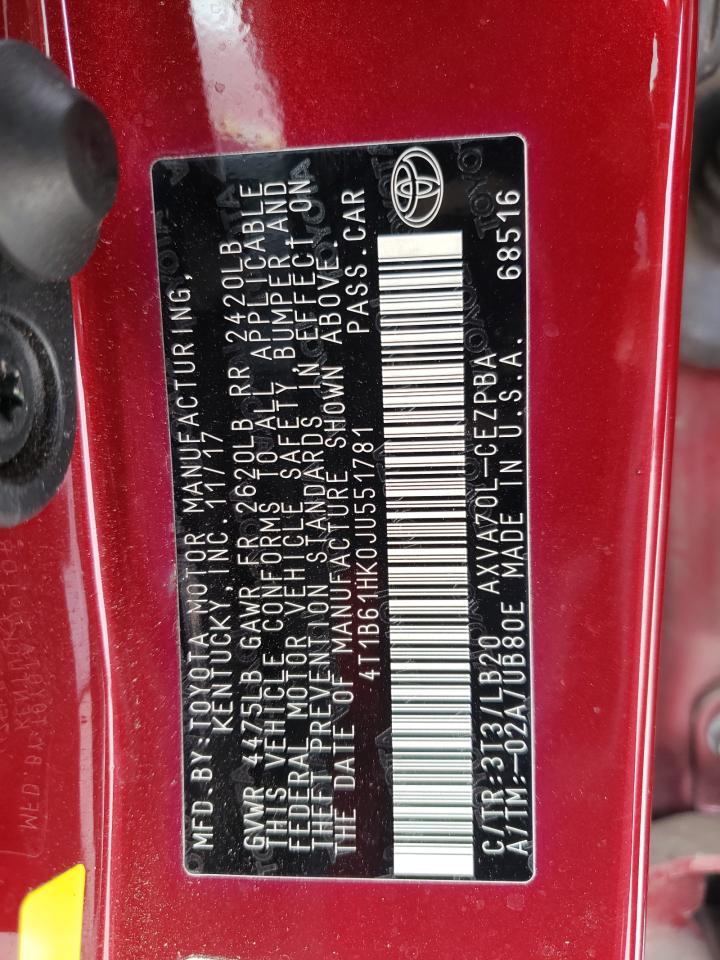 MFD. BY: TOYOTA MOTOR MANUFACTURING,
KENTUCKY, INC. 11/17
GVWR 4475LB GAWR FR 2620LB RR 2420LB
THIS VEHICLE CONFORMS TO ALL APPLICABLE
FEDERAL MOTOR VEHICLE SAFETY, BUMPER AND
THEFT PREVENTION STANDARDS IN EFFECT ON
THE DATE OF MANUFACTURE SHOWN ABOVE.
4T1B61HK0JU551781 PASS. CAR
C/TR:3T3/LB20 AXVA70L-CEZPBA
A/TM:-02A/UB80E MADE IN U.S.A. 68516